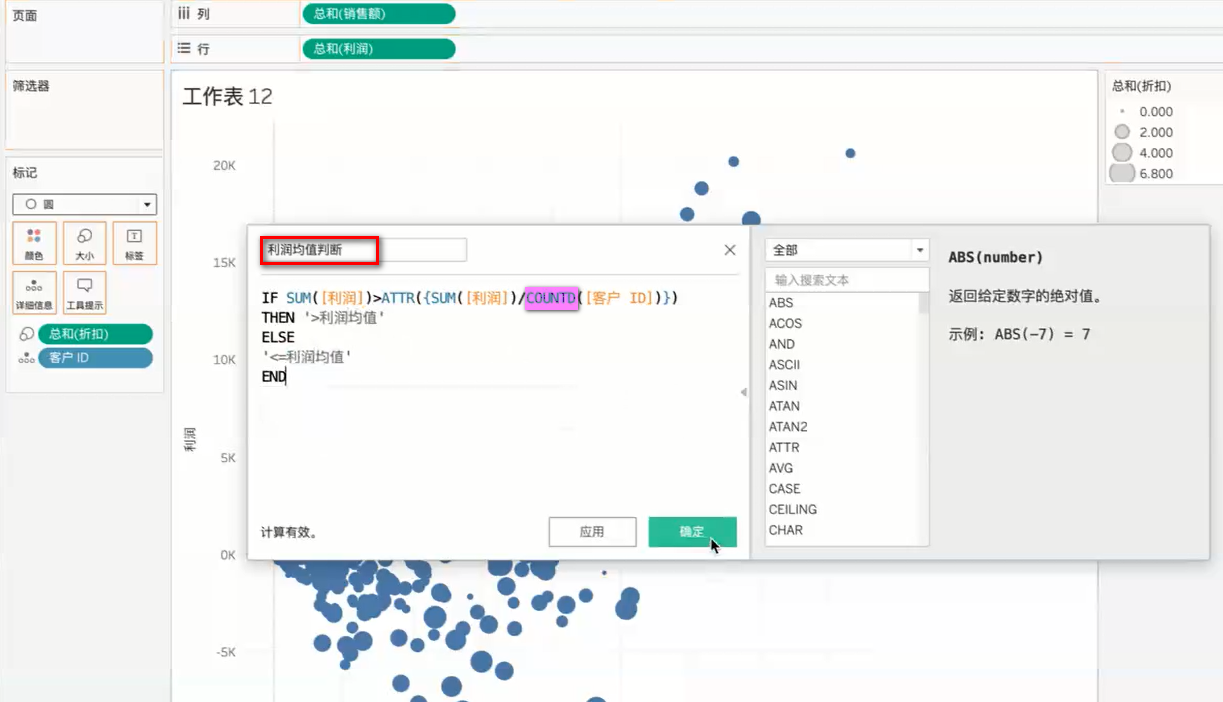 页面
iii 列
总和(销售额)
行
总和(利润)
筛选器
工作表 12
总和(折扣)
0.000
2.000
4.000
6.800
标记
圆
颜色
大小
标签
详细信息
工具提示
总和(折扣)
客户 ID
20K
15K
10K
5K
0K
-5K
利润
利润均值判断
IF SUM([利润])>ATTR({SUM([利润])/COUNTD([客户 ID])})
THEN '>利润均值'
ELSE
'<=利润均值'
END
计算有效。
应用
确定
全部
输入搜索文本
ABS
ACOS
AND
ASCII
ASIN
ATAN
ATAN2
ATTR
AVG
CASE
CEILING
CHAR
ABS(number)
返回给定数字的绝对值。
示例: ABS(-7) = 7